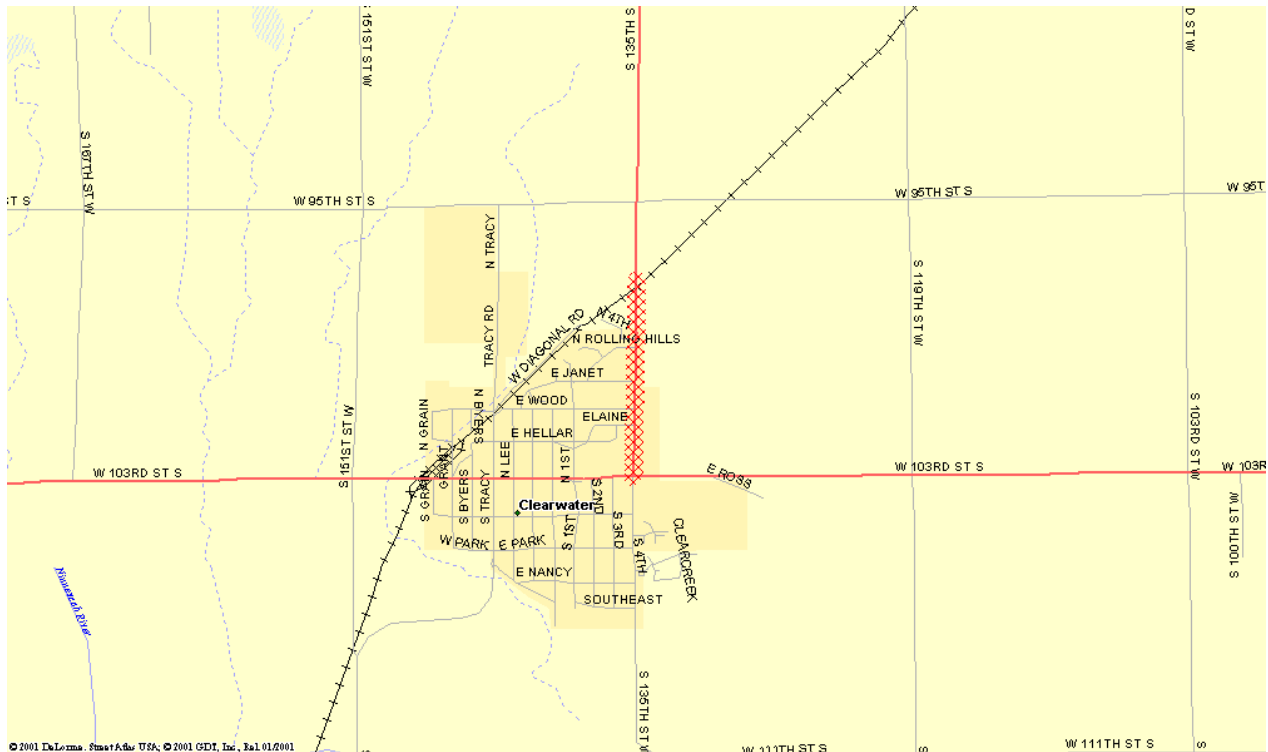 S 151ST ST W
S 135TH S
D ST W
S 167TH ST W
ST S
W 95TH ST S
W 95TH ST S
W 95T
N TRACY
S 119TH ST W
TRACY RD
W DIAGONAL RD
N 4TH
N ROLLING HILLS
E JANET
N BYERS
E WOOD
ELAINE
N GRAIN
E HELLAR
S 151ST ST W
GRANT
N LEE
N 1ST
S 103RD ST W
W 103RD ST S
E ROSS
W 103RD ST S
W 103R
S GRAIN
S BYERS
S TRACY
S 2ND
Clearwater
S 1ST
S 3RD
S 4TH
CLEARCREEK
S 100TH ST W
W PARK
E PARK
E NANCY
SOUTHEAST
Ninnescah River
S 135TH ST W
W 111TH ST S
W 111TH ST S
S
S
© 2001 DeLorme. Street Atlas USA; © 2001 GDT, Inc., Rel. 01/2001